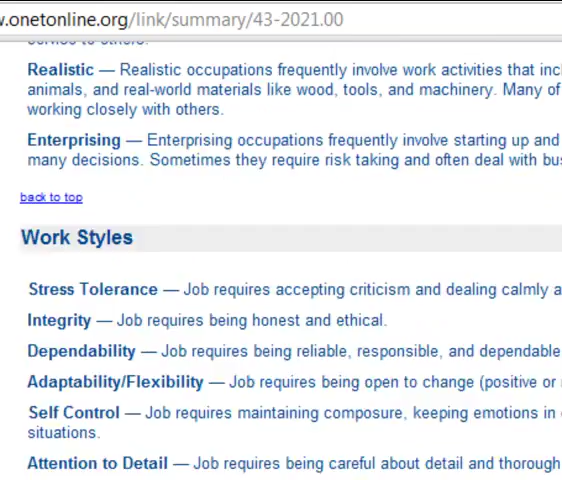 w.onetonline.org/link/summary/43-2021.00
service to others.
Realistic — Realistic occupations frequently involve work activities that incl
animals, and real-world materials like wood, tools, and machinery. Many of
working closely with others.
Enterprising — Enterprising occupations frequently involve starting up and
many decisions. Sometimes they require risk taking and often deal with bus
back to top
Work Styles
Stress Tolerance — Job requires accepting criticism and dealing calmly a
Integrity — Job requires being honest and ethical.
Dependability — Job requires being reliable, responsible, and dependable
Adaptability/Flexibility — Job requires being open to change (positive or
Self Control — Job requires maintaining composure, keeping emotions in
situations.
Attention to Detail — Job requires being careful about detail and thorough